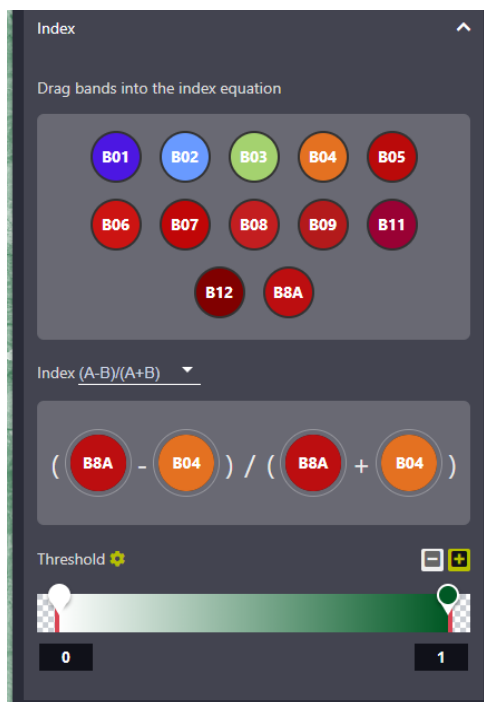 Index
Drag bands into the index equation
B01 B02 B03 B04 B05
B06 B07 B08 B09 B11
B12 B8A
Index (A-B)/(A+B)
( B8A - B04 ) / ( B8A + B04 )
Threshold
0 1